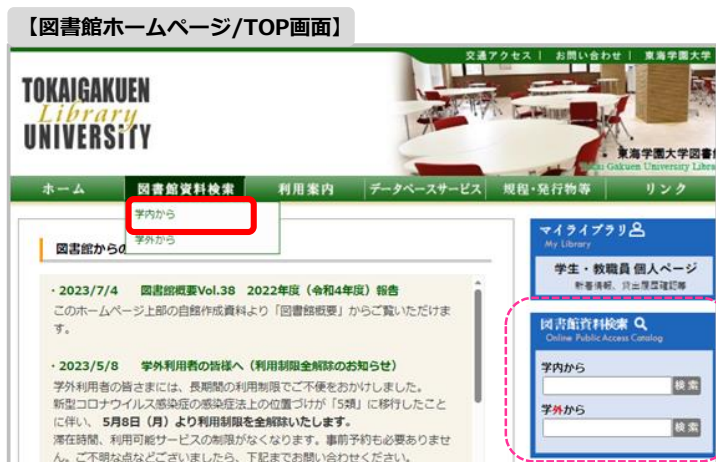 【図書館ホームページ/TOP画面】
交通アクセス | お問い合わせ | 東海学園大学
TOKAIGAKUEN
Library
UNIVERSITY
東海学園大学図書館
Tokai Gakuen University Libra
ホーム 図書館資料検索 利用案内 データベースサービス 規程・発行物等 リンク
学内から
学外から
図書館からの
・2023/7/4 図書館概要Vol.38 2022年度(令和4年度)報告
このホームページ上部の自館作成資料より「図書館概要」からご覧いただけま
す。
・2023/5/8 学外利用者の皆様へ(利用制限全解除のお知らせ)
学外利用者の皆さまには、長期間の利用制限でご不便をおかけしました。
新型コロナウイルス感染症の感染症法上の位置づけが「5類」に移行したこと
に伴い、 5月8日(月)より利用制限を全解除いたします。
滞在時間、利用可能サービスの制限がなくなります。事前予約も必要ありませ
ん。ご不明な点などございましたら、下記までお問い合わせください。
マイライブラリ
My Library
学生・教職員 個人ページ
新着情報、貸出履歴確認等
図書館資料検索
Online Public Access Catalog
学内から
検索
学外から
検索